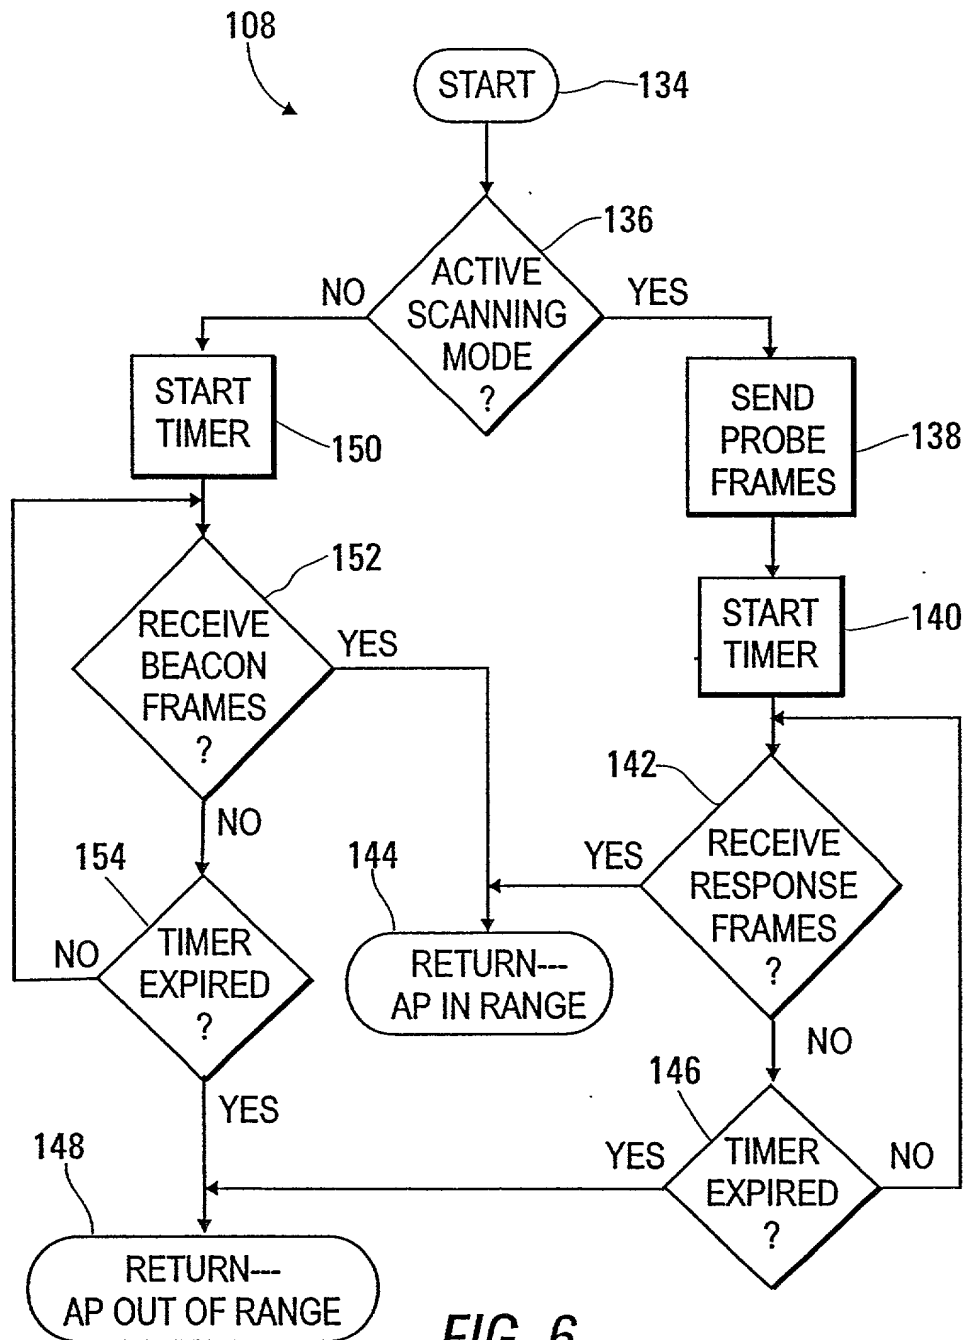 108
START
134
136
ACTIVE
SCANNING
MODE
?
NO
YES
START
TIMER
150
SEND
PROBE
FRAMES
138
152
RECEIVE
BEACON
FRAMES
?
YES
START
TIMER
140
NO
142
RECEIVE
RESPONSE
FRAMES
?
YES
144
154
TIMER
EXPIRED
?
NO
RETURN---
AP IN RANGE
NO
YES
146
TIMER
EXPIRED
?
YES
NO
148
RETURN---
AP OUT OF RANGE
FIG. 6